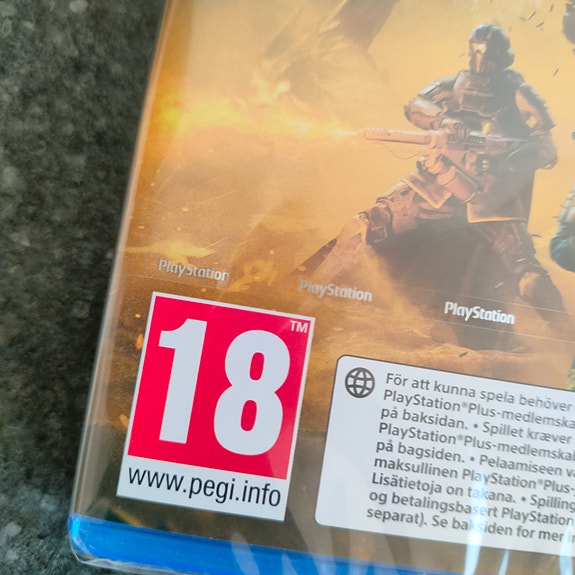 PlayStation
PlayStation
PlayStation
18™
www.pegi.info
För att kunna spela behöver
PlayStation®Plus-medlemska
på baksidan. • Spillet kræver
PlayStation®Plus-medlemskab
på bagsiden. • Pelaamiseen va
maksullinen PlayStation®Plus-
Lisätietoja on takana. • Spilling
og betalingsbasert PlayStation
separat). Se baksiden for mer in